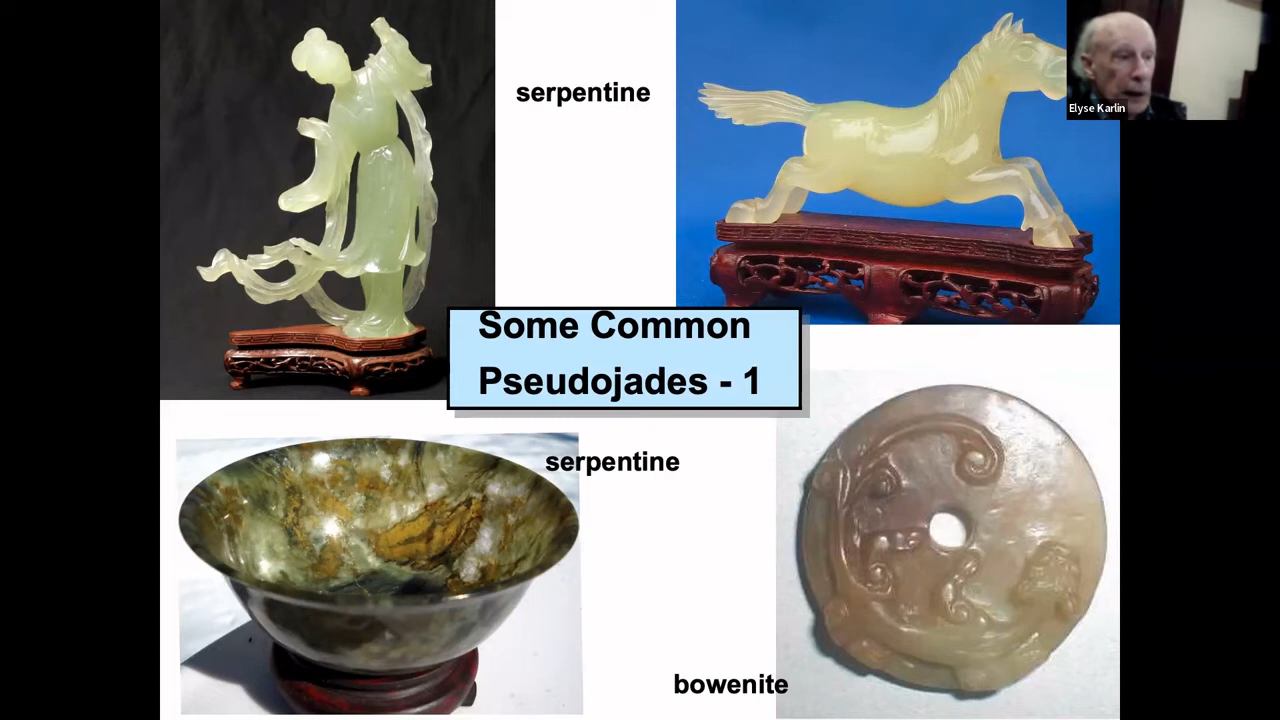 serpentine
Elyse Karlin
Some Common
Pseudojades - 1
serpentine
bowenite